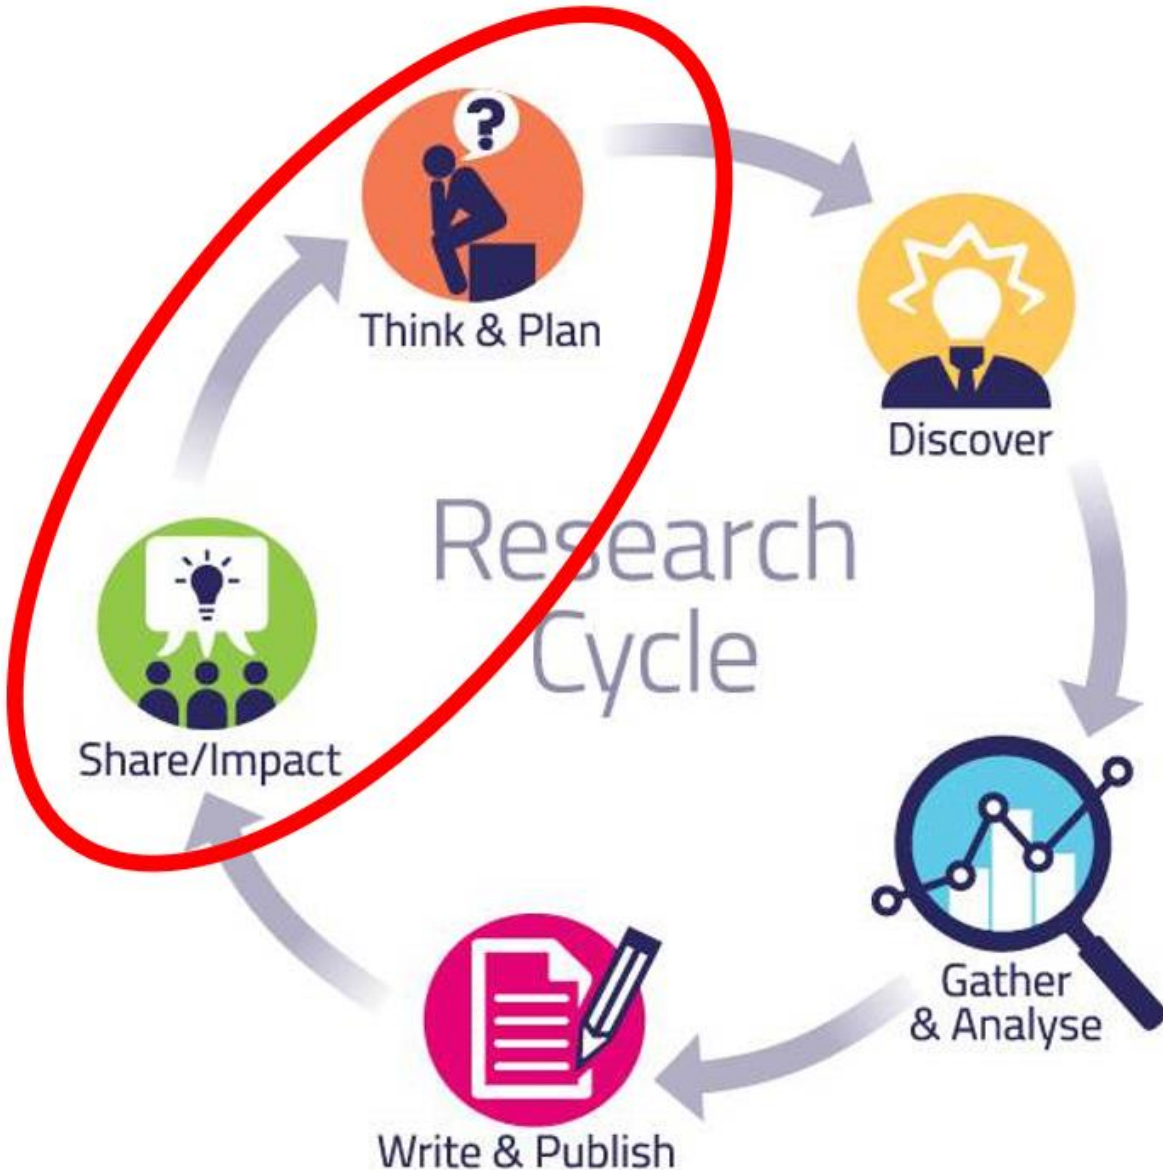 ?
Think & Plan
Discover
Research
Cycle
Share/Impact
Gather
& Analyse
Write & Publish